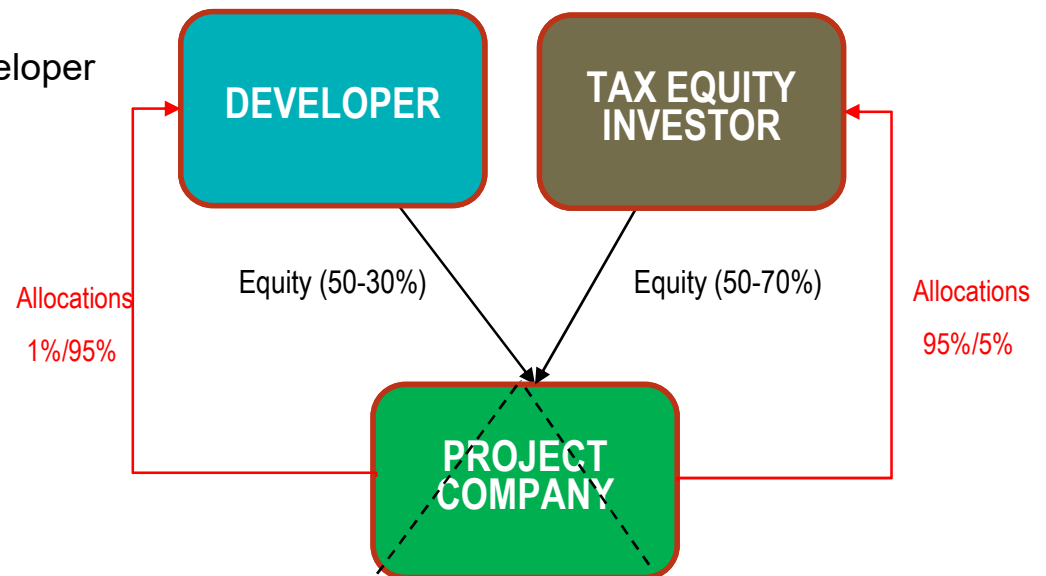 eloper
DEVELOPER
TAX EQUITY
INVESTOR
Equity (50-30%)
Equity (50-70%)
Allocations
1%/95%
Allocations
95%/5%
PROJECT
COMPANY